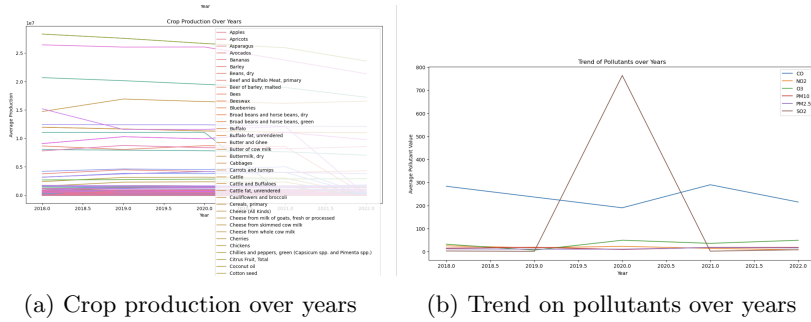 Year
Crop Production Over Years
1e7
Average Production
2.5
2.0
1.5
1.0
0.5
0.0
2018.0
2018.5
2019.0
2019.5
2020.0
2020.5
2021.0
2021.5
2022.0
Year
Apples
Apricots
Asparagus
Avocados
Bananas
Barley
Beans, dry
Beef and Buffalo Meat, primary
Beer of barley, malted
Bees
Beeswax
Blueberries
Broad beans and horse beans, dry
Broad beans and horse beans, green
Buffalo
Buffalo fat, unrendered
Butter and Ghee
Butter of cow milk
Buttermilk, dry
Cabbages
Carrots and turnips
Cattle
Cattle and Buffaloes
Cattle fat, unrendered
Cauliflowers and broccoli
Cereals, primary
Cheese (All Kinds)
Cheese from milk of goats, fresh or processed
Cheese from skimmed cow milk
Cheese from whole cow milk
Cherries
Chickens
Chillies and peppers, green (Capsicum spp. and Pimenta spp.)
Citrus Fruit, Total
Coconut oil
Cotton seed
(a) Crop production over years
Trend of Pollutants over Years
Average Pollutant Value
800
700
600
500
400
300
200
100
0
2018.0
2018.5
2019.0
2019.5
2020.0
2020.5
2021.0
2021.5
2022.0
Year
CO
NO2
O3
PM10
PM2.5
SO2
(b) Trend on pollutants over years